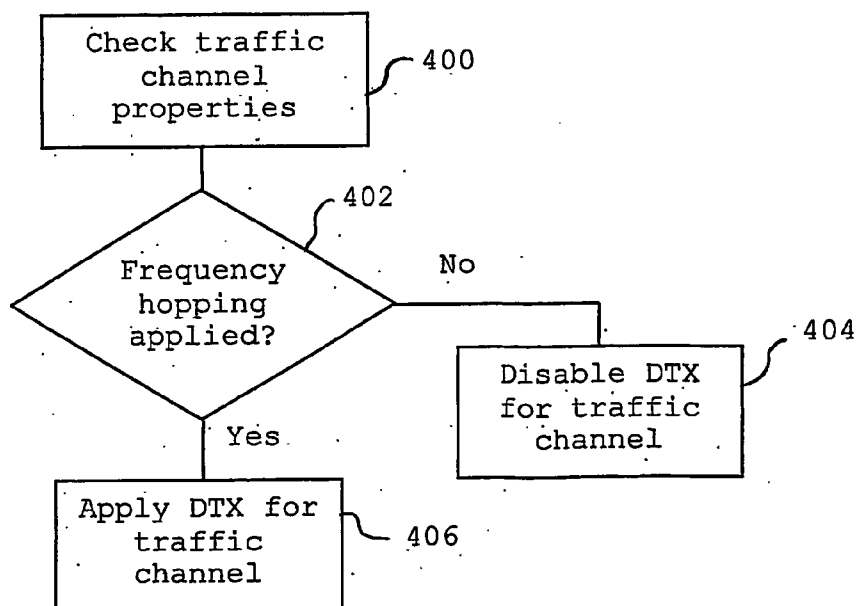 Check traffic
channel
properties
400
402
Frequency
hopping
applied?
No
404
Disable DTX
for traffic
channel
Yes
Apply DTX for
traffic
channel
406